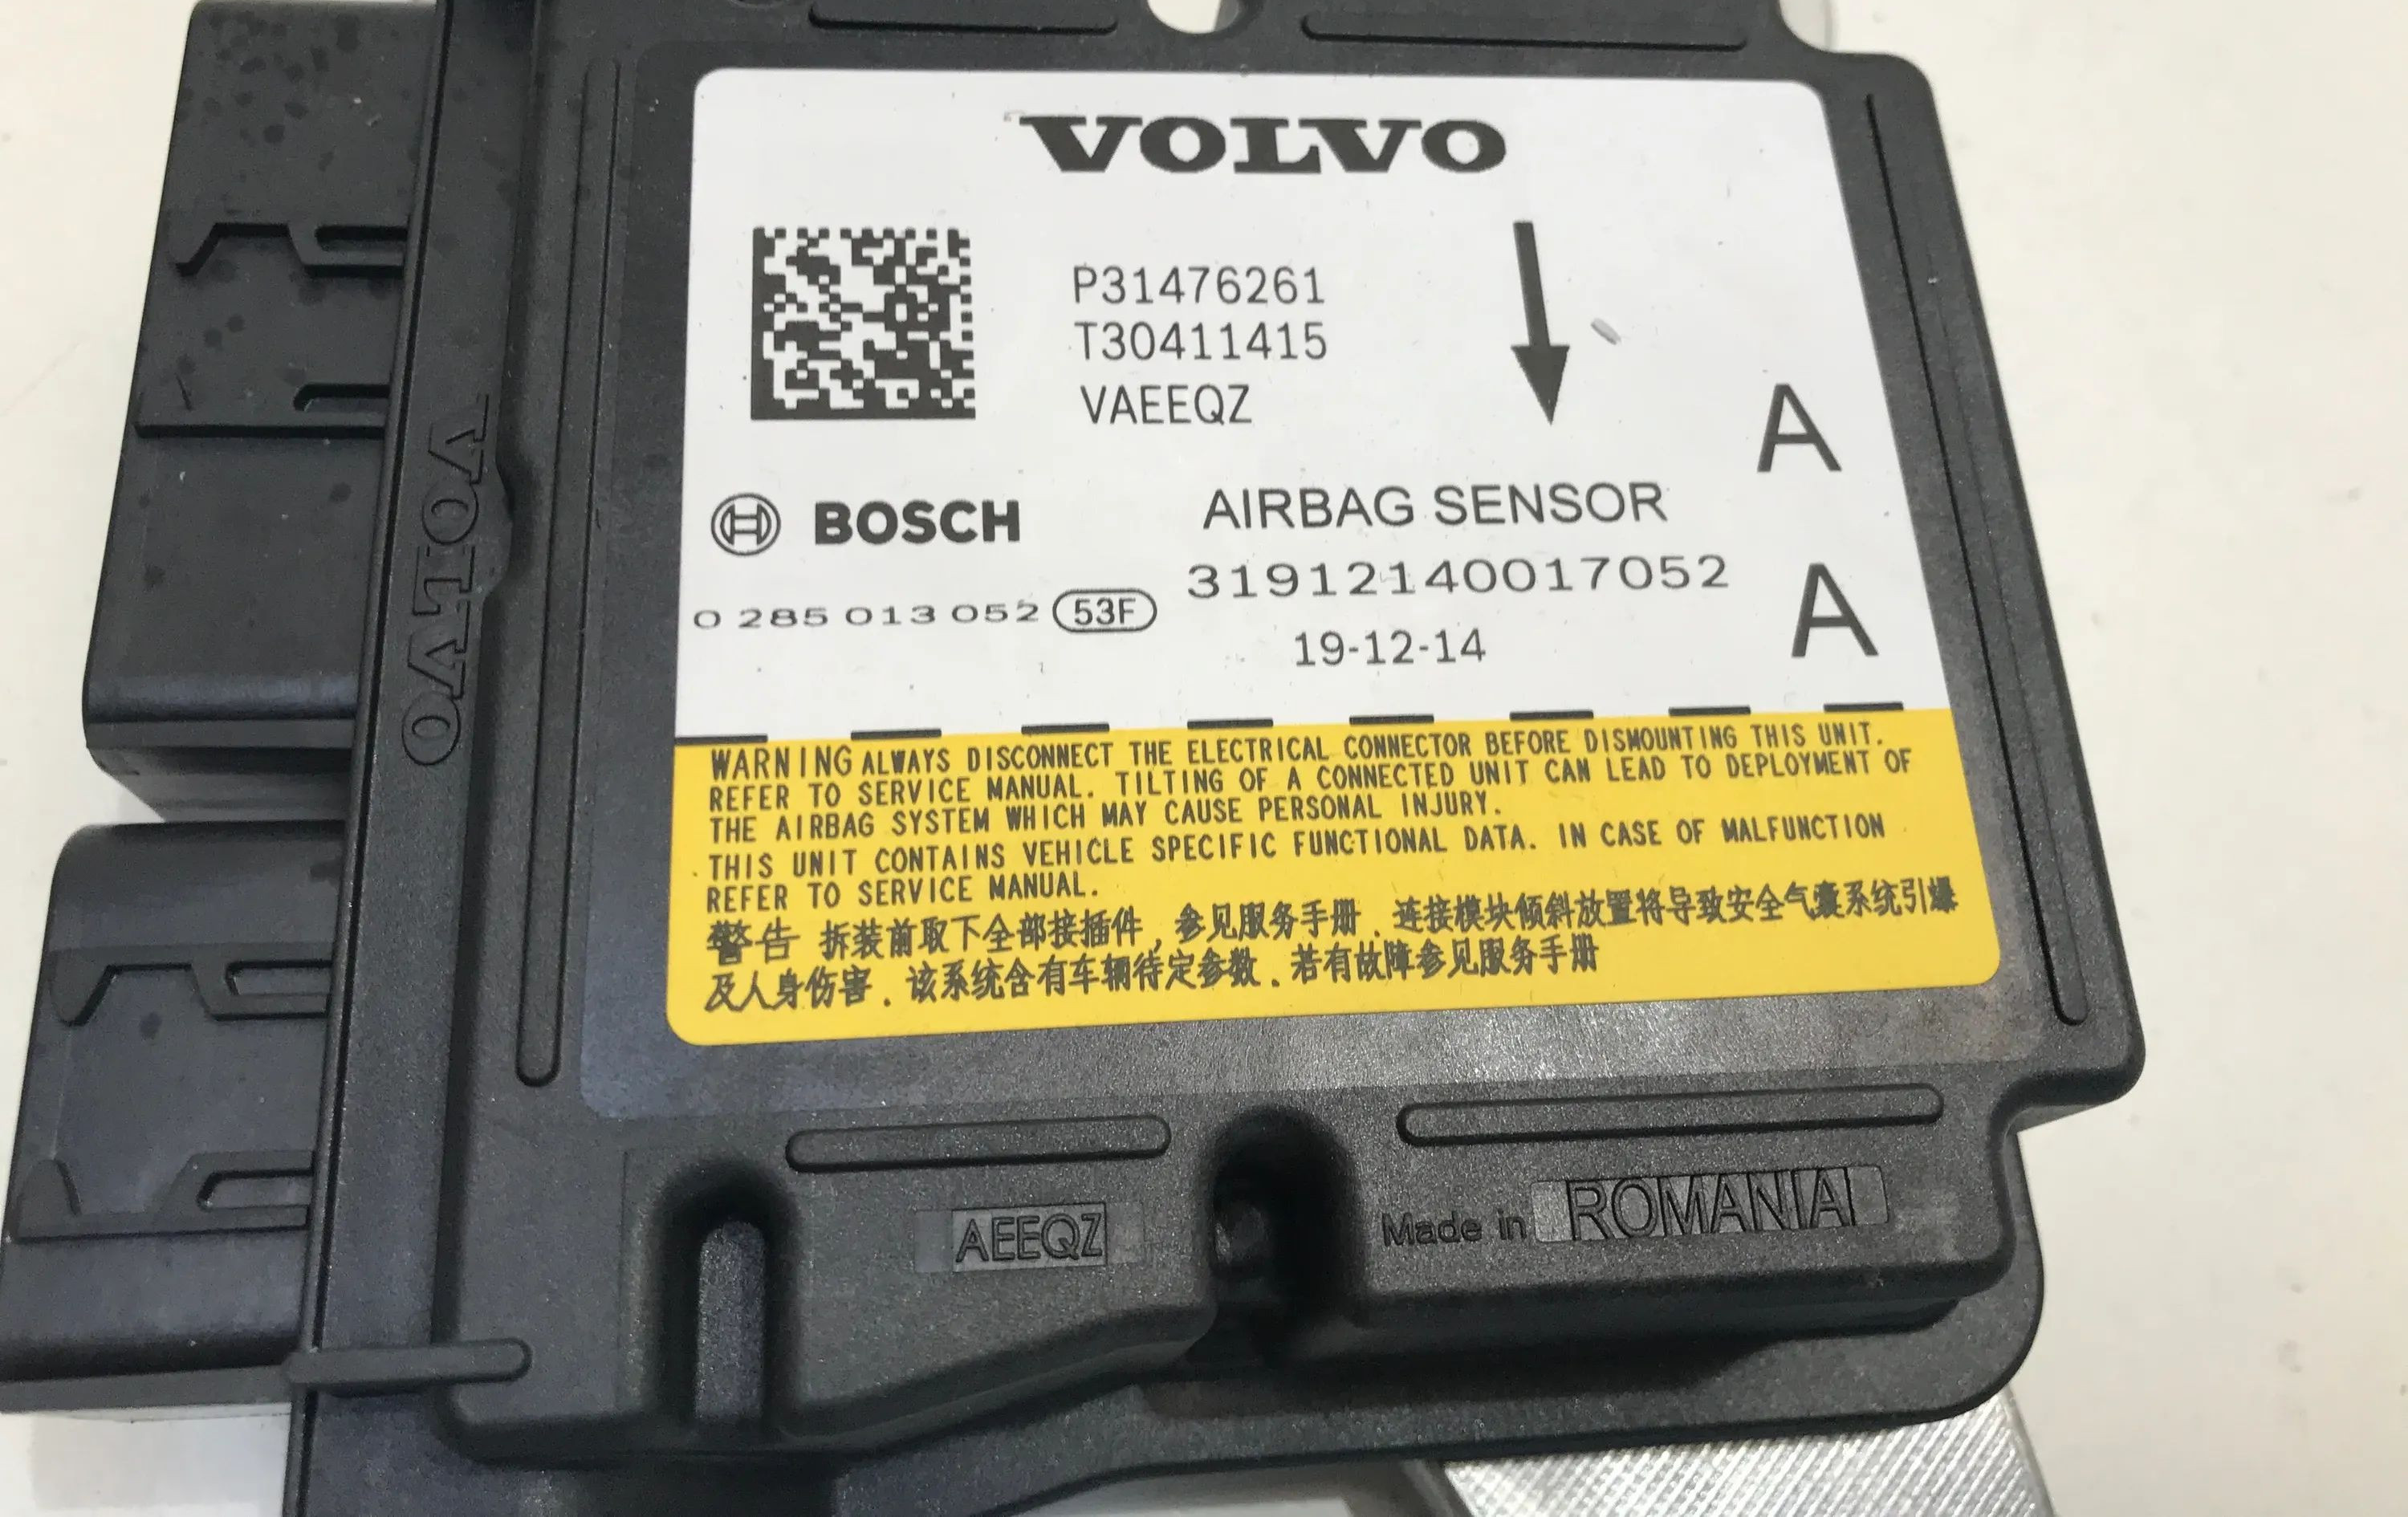 VOLVO
P31476261
T30411415
VAEEQZ
A
BOSCH
AIRBAG SENSOR
31912140017052
0 285 013 052 53F
A
19-12-14
VOLVO
WARNING ALWAYS DISCONNECT THE ELECTRICAL CONNECTOR BEFORE DISMOUNTING THIS UNIT.
REFER TO SERVICE MANUAL. TILTING OF A CONNECTED UNIT CAN LEAD TO DEPLOYMENT OF
THE AIRBAG SYSTEM WHICH MAY CAUSE PERSONAL INJURY.
THIS UNIT CONTAINS VEHICLE SPECIFIC FUNCTIONAL DATA. IN CASE OF MALFUNCTION
REFER TO SERVICE MANUAL.
警告 拆装前取下全部接插件，参见服务手册．连接模块倾斜放置将导致安全气囊系统引爆
及人身伤害．该系统含有车辆待定参数．若有故障参见服务手册
AEEQZ
Made in ROMANIA